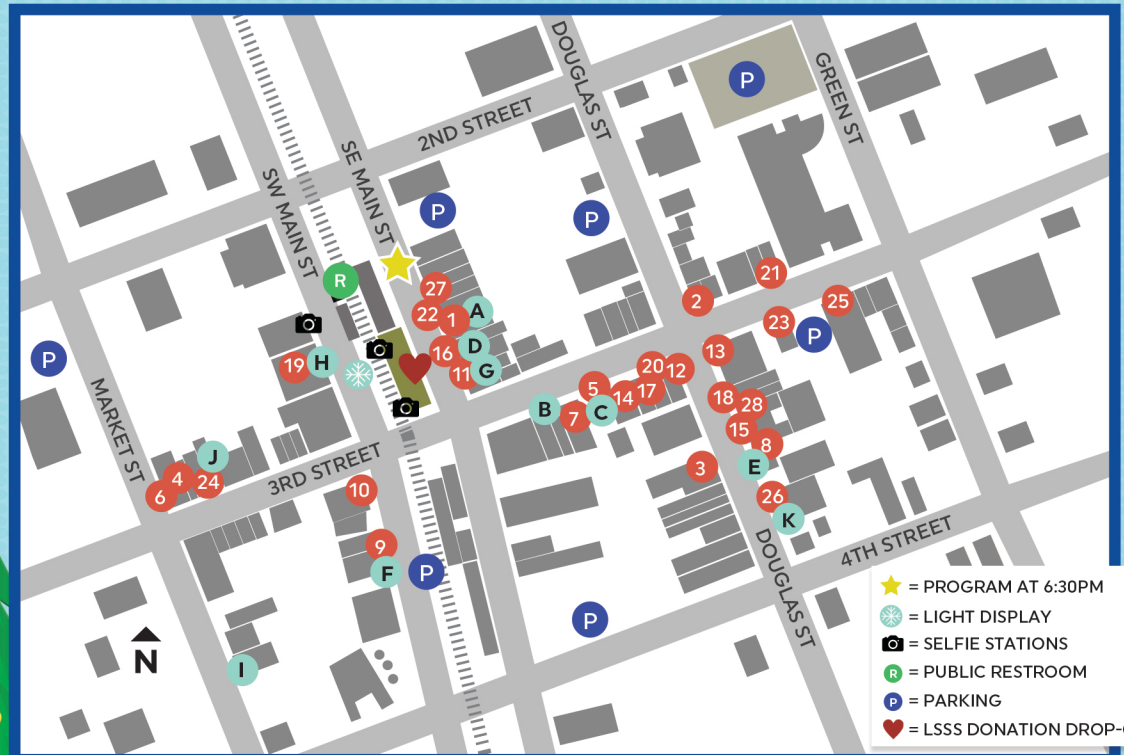 DOUGLAS ST
GREEN ST
P
2ND STREET
SE MAIN ST
SW MAIN ST
P
P
R
27
A
22
1
21
2
25
23
P
16
D
13
19
H
11
G
P
20
12
5
17
14
B
7
C
18
28
15
8
E
3
MARKET ST
J
4
24
6
3RD STREET
10
26
K
9
F
P
DOUGLAS ST
4TH STREET
P
I
N
= PROGRAM AT 6:30PM
= LIGHT DISPLAY
= SELFIE STATIONS
R = PUBLIC RESTROOM
P = PARKING
= LSSS DONATION DROP-